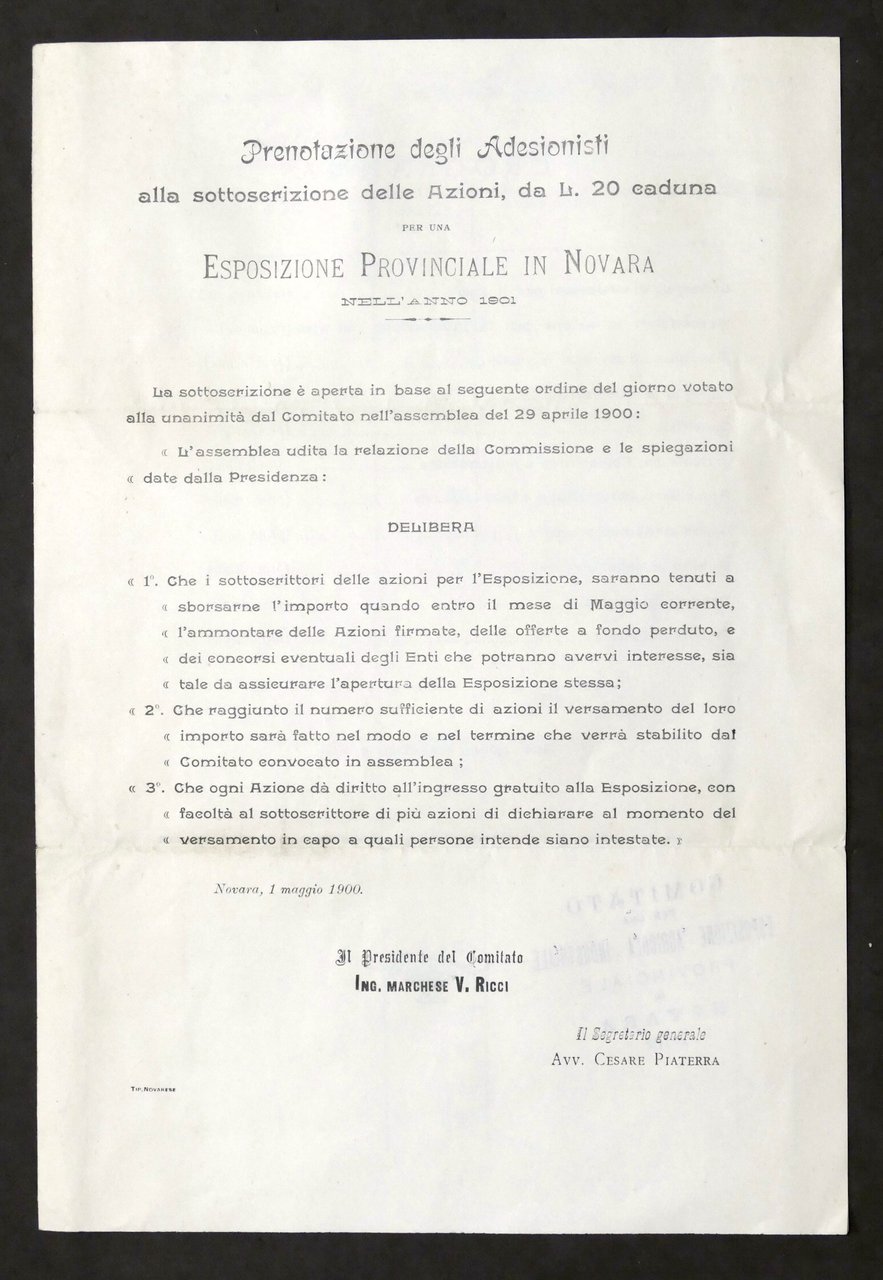 Prenotazione degli Adesionisti
alla sottoscrizione delle Azioni, da L. 20 caduna
PER UNA
ESPOSIZIONE PROVINCIALE IN NOVARA
NELL'ANNO 1901
La sottoscrizione è aperta in base al seguente ordine del giorno votato
alla unanimità dal Comitato nell'assemblea del 29 aprile 1900:
« L'assemblea udita la relazione della Commissione e le spiegazioni
« date dalla Presidenza:
DELIBERA
« 1°. Che i sottoscrittori delle azioni per l'Esposizione, saranno tenuti a
« sborsarne l'importo quando entro il mese di Maggio corrente,
« l'ammontare delle Azioni firmate, delle offerte a fondo perduto, e
« dei concorsi eventuali degli Enti che potranno avervi interesse, sia
« tale da assicurare l'apertura della Esposizione stessa;
« 2°. Che raggiunto il numero sufficiente di azioni il versamento del loro
« importo sarà fatto nel modo e nel termine che verrà stabilito dal
« Comitato convocato in assemblea ;
« 3°. Che ogni Azione dà diritto all'ingresso gratuito alla Esposizione, con
« facoltà al sottoscrittore di più azioni di dichiarare al momento del
« versamento in capo a quali persone intende siano intestate. »
Novara, 1 maggio 1900.
Il Presidente del Comitato
ING. MARCHESE V. RICCI
Il Segretario generale
AVV. CESARE PIATERRA
TIP. NOVARESE
COMITATO
PROVINCIALE
NOVARA